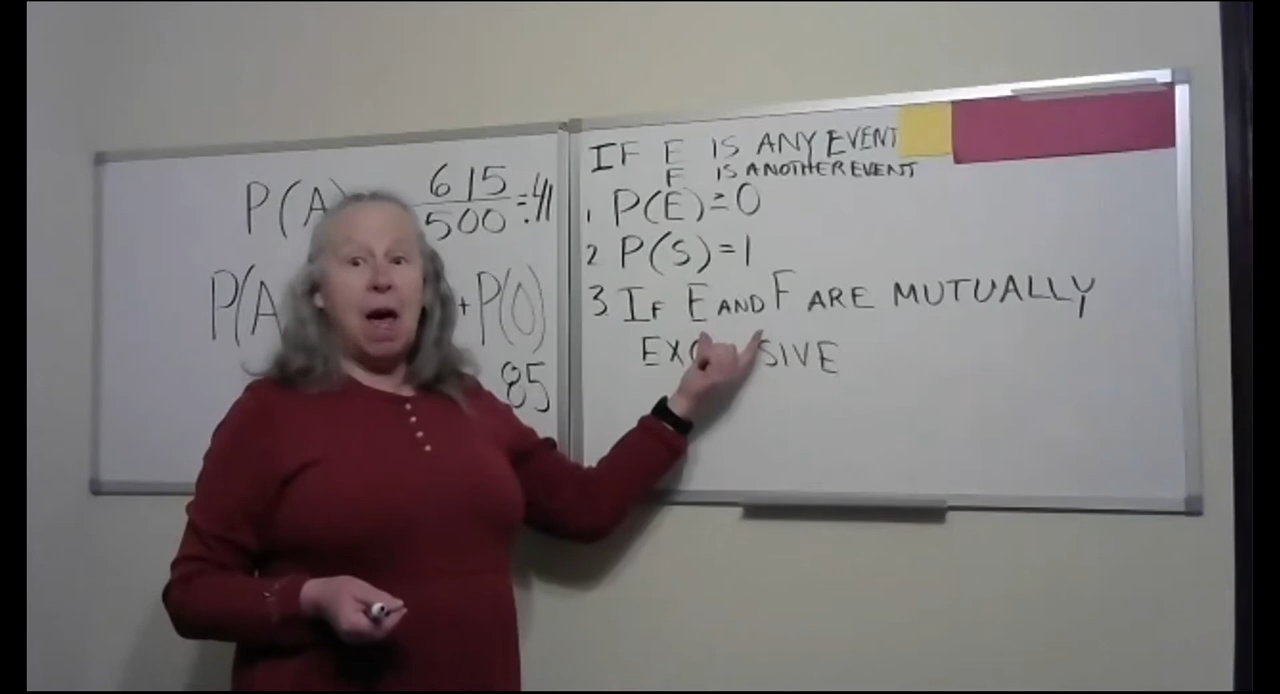 P(A) 615
500 = .41
P(A + P(O)
85
IF E IS ANY EVENT
F IS ANOTHER EVENT
1. P(E) ≥ 0
2 P(S) = 1
3. IF E AND F ARE MUTUALLY
EXC SIVE